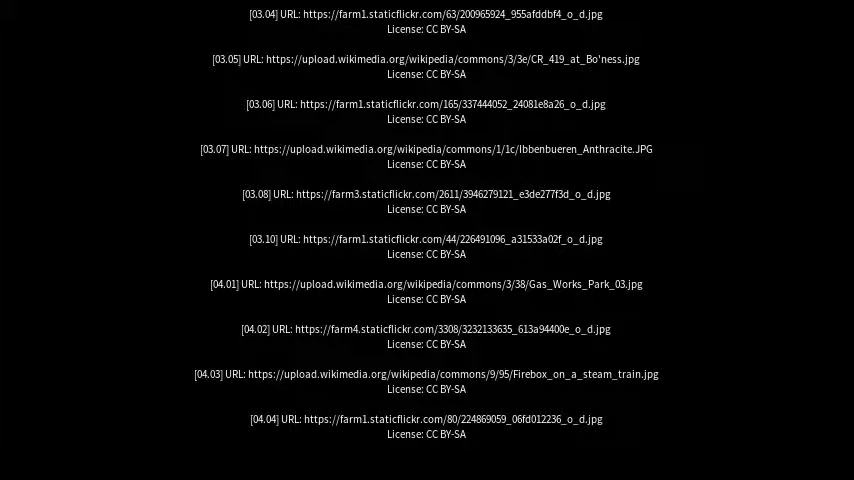 [03.04] URL: https://farm1.staticflickr.com/63/200965924_955afddbf4_o_d.jpg
License: CC BY-SA
[03.05] URL: https://upload.wikimedia.org/wikipedia/commons/3/3e/CR_419_at_Bo'ness.jpg
License: CC BY-SA
[03.06] URL: https://farm1.staticflickr.com/165/337444052_24081e8a26_o_d.jpg
License: CC BY-SA
[03.07] URL: https://upload.wikimedia.org/wikipedia/commons/1/1c/Ibbenbueren_Anthracite.JPG
License: CC BY-SA
[03.08] URL: https://farm3.staticflickr.com/2611/3946279121_e3de277f3d_o_d.jpg
License: CC BY-SA
[03.10] URL: https://farm1.staticflickr.com/44/226491096_a31533a02f_o_d.jpg
License: CC BY-SA
[04.01] URL: https://upload.wikimedia.org/wikipedia/commons/3/38/Gas_Works_Park_03.jpg
License: CC BY-SA
[04.02] URL: https://farm4.staticflickr.com/3308/3232133635_613a94400e_o_d.jpg
License: CC BY-SA
[04.03] URL: https://upload.wikimedia.org/wikipedia/commons/9/95/Firebox_on_a_steam_train.jpg
License: CC BY-SA
[04.04] URL: https://farm1.staticflickr.com/80/224869059_06fd012236_o_d.jpg
License: CC BY-SA